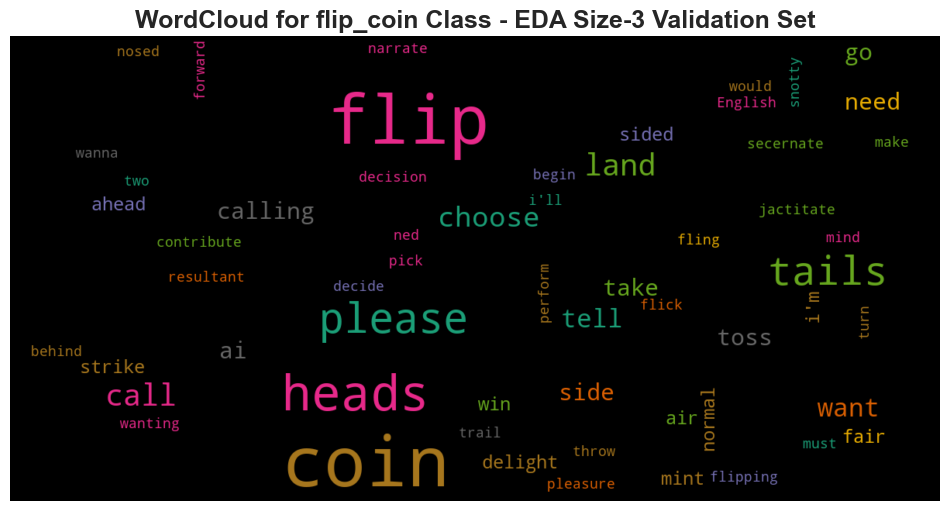 WordCloud for flip_coin Class - EDA Size-3 Validation Set
nosed
forward
narrate
go
would
snotty
English
need
flip
sided
secernate
make
wanna
land
two
decision
begin
ahead
calling
choose
i'll
jactitate
contribute
ned
fling
mind
pick
resultant
tails
decide
perform
take
flick
i'm
turn
please
tell
toss
behind
ai
strike
call
heads
win
side
air
normal
want
wanting
trail
must
fair
coin
delight
throw
pleasure
mint
flipping